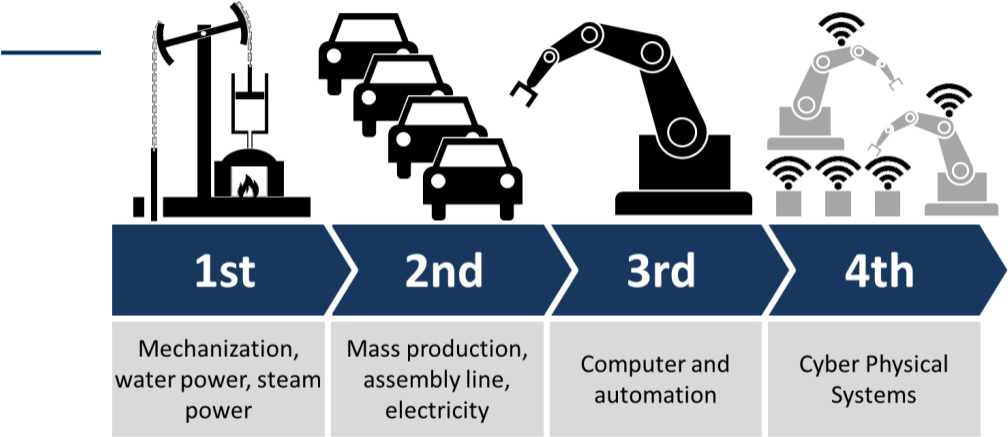 1st
2nd
3rd
4th
Mechanization,
water power, steam
power
Mass production,
assembly line,
electricity
Computer and
automation
Cyber Physical
Systems